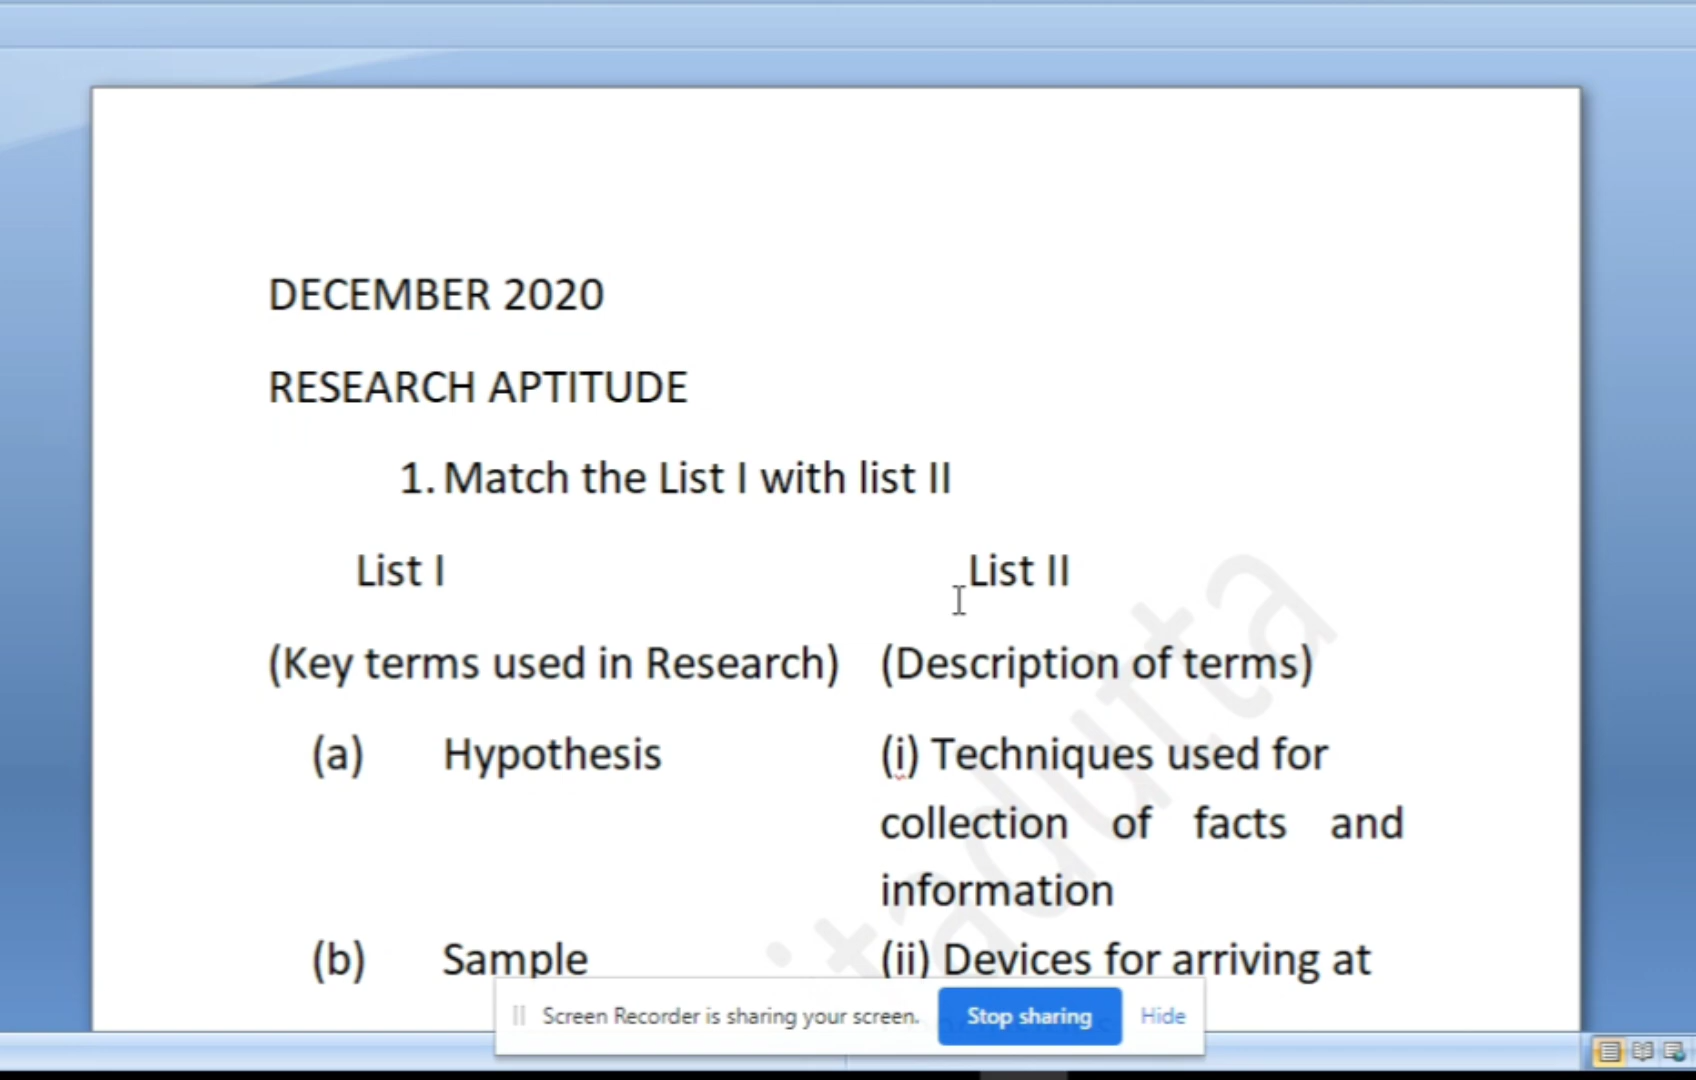 DECEMBER 2020
RESEARCH APTITUDE
1. Match the List I with list II
List I List II
(Key terms used in Research) (Description of terms)
(a) Hypothesis (i) Techniques used for
collection of facts and
information
(b) Sample (ii) Devices for arriving at
Screen Recorder is sharing your screen. Stop sharing Hide